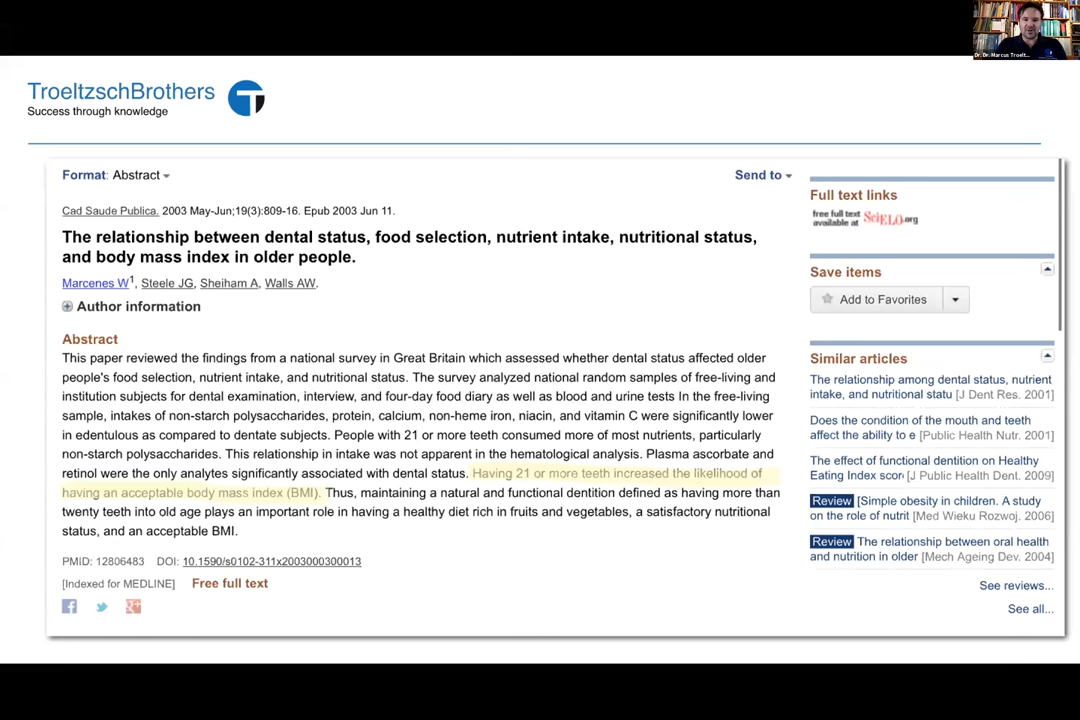 Dr. Dr. Marcus Troelt...
TroeltzschBrothers
Success through knowledge
T
Format: Abstract
Send to
Cad Saude Publica. 2003 May-Jun;19(3):809-16. Epub 2003 Jun 11.
The relationship between dental status, food selection, nutrient intake, nutritional status,
and body mass index in older people.
Marcenes W1, Steele JG, Sheiham A, Walls AW.
Author information
Abstract
This paper reviewed the findings from a national survey in Great Britain which assessed whether dental status affected older
people's food selection, nutrient intake, and nutritional status. The survey analyzed national random samples of free-living and
institution subjects for dental examination, interview, and four-day food diary as well as blood and urine tests In the free-living
sample, intakes of non-starch polysaccharides, protein, calcium, non-heme iron, niacin, and vitamin C were significantly lower
in edentulous as compared to dentate subjects. People with 21 or more teeth consumed more of most nutrients, particularly
non-starch polysaccharides. This relationship in intake was not apparent in the hematological analysis. Plasma ascorbate and
retinol were the only analytes significantly associated with dental status. Having 21 or more teeth increased the likelihood of
having an acceptable body mass index (BMI). Thus, maintaining a natural and functional dentition defined as having more than
twenty teeth into old age plays an important role in having a healthy diet rich in fruits and vegetables, a satisfactory nutritional
status, and an acceptable BMI.
PMID: 12806483 DOI: 10.1590/s0102-311x2003000300013
[Indexed for MEDLINE] Free full text
Full text links
free full text
available at SciELO.org
Save items
Add to Favorites
Similar articles
The relationship among dental status, nutrient
intake, and nutritional statu [J Dent Res. 2001]
Does the condition of the mouth and teeth
affect the ability to e [Public Health Nutr. 2001]
The effect of functional dentition on Healthy
Eating Index scor [J Public Health Dent. 2009]
Review [Simple obesity in children. A study
on the role of nutrit [Med Wieku Rozwoj. 2006]
Review The relationship between oral health
and nutrition in older [Mech Ageing Dev. 2004]
See reviews...
See all...